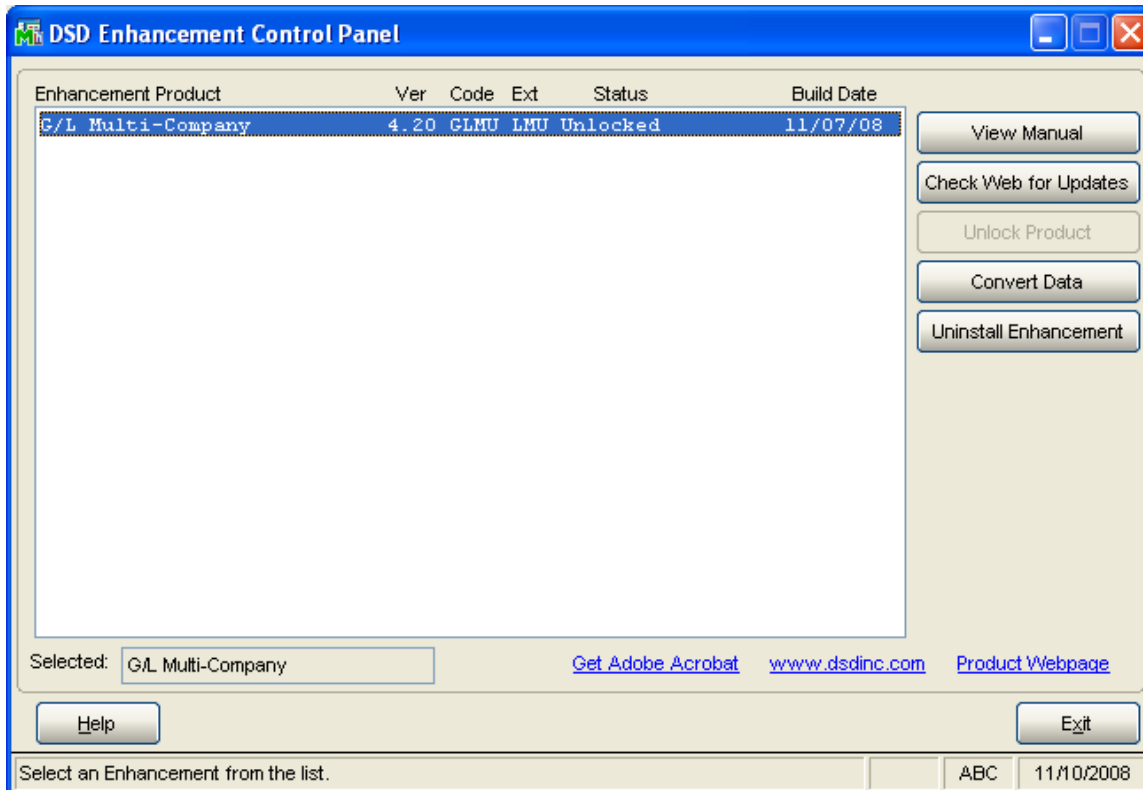 DSD Enhancement Control Panel
Enhancement Product Ver Code Ext Status Build Date
G/L Multi-Company 4.20 GLMU LMU Unlocked 11/07/08
View Manual
Check Web for Updates
Unlock Product
Convert Data
Uninstall Enhancement
Selected: G/L Multi-Company Get Adobe Acrobat www.dsdinc.com Product Webpage
Help Exit
Select an Enhancement from the list. ABC 11/10/2008